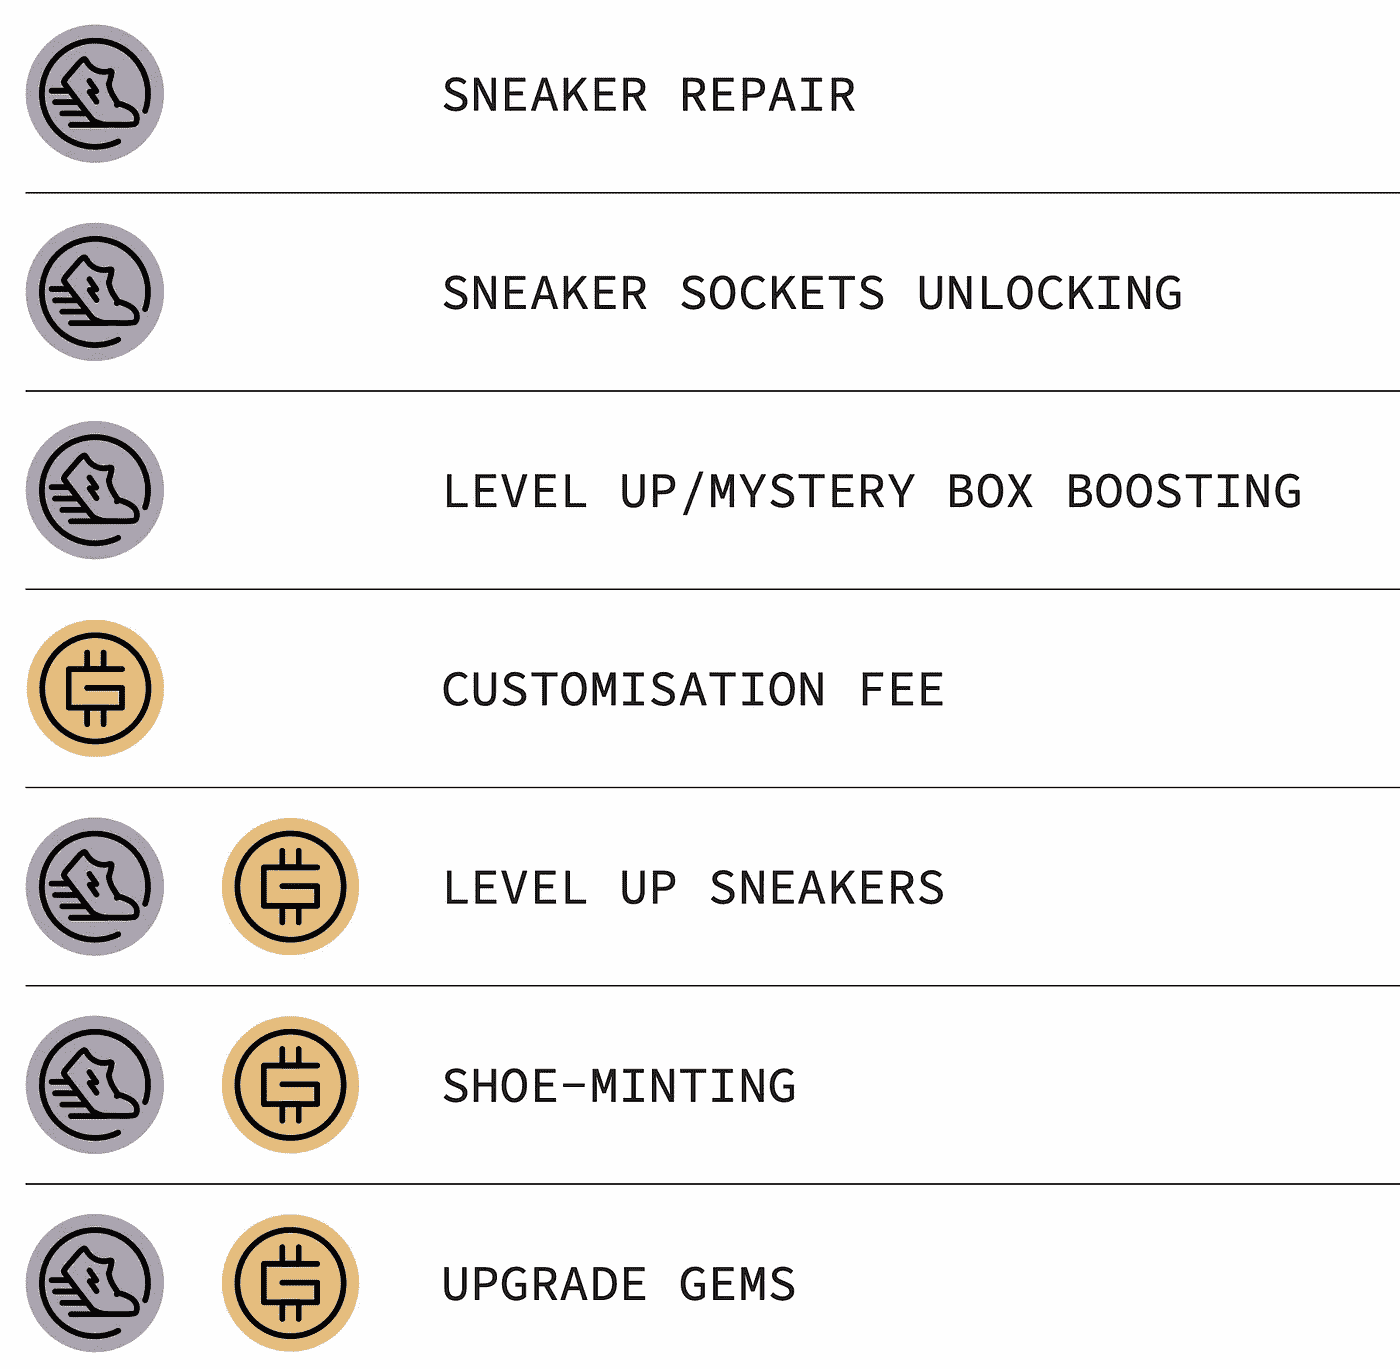 SNEAKER REPAIR
SNEAKER SOCKETS UNLOCKING
LEVEL UP/MYSTERY BOX BOOSTING
CUSTOMISATION FEE
LEVEL UP SNEAKERS
SHOE-MINTING
UPGRADE GEMS